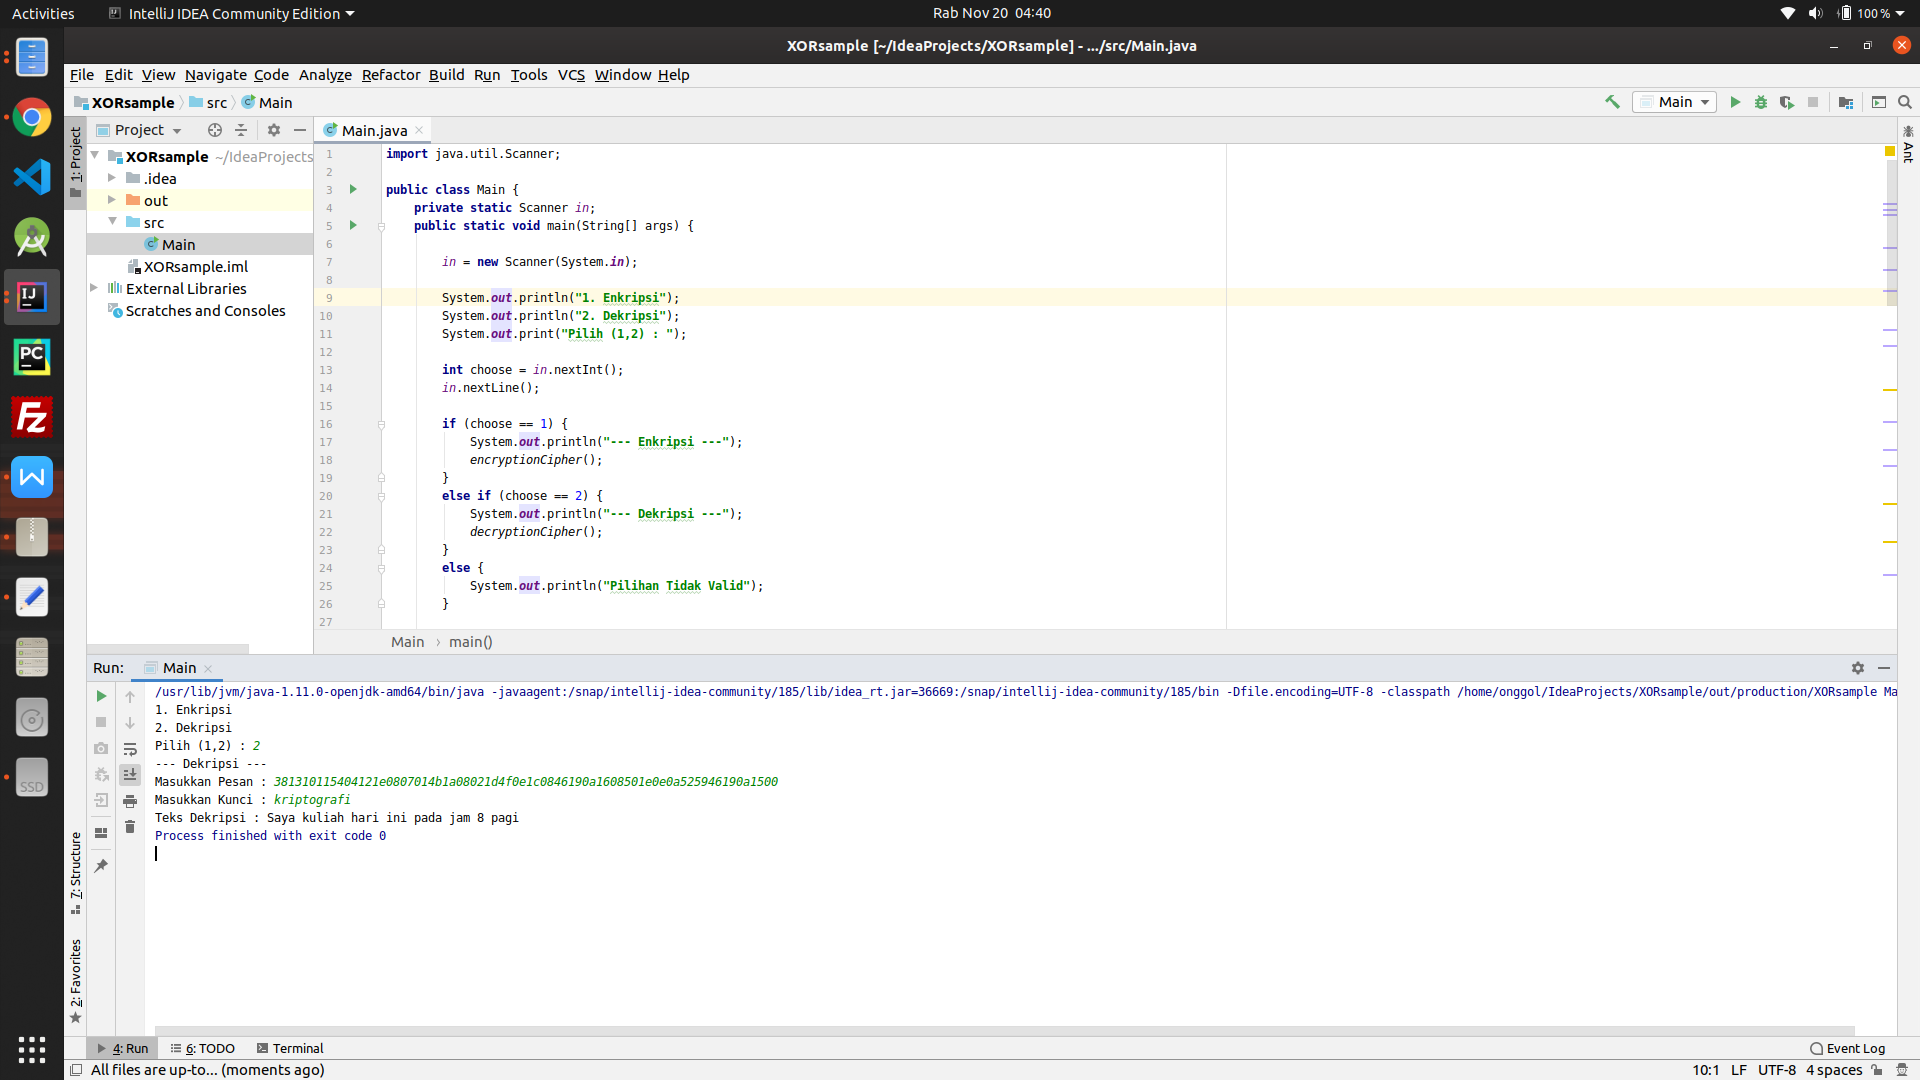 Activities
IntelliJ IDEA Community Edition
Rab Nov 20 04:40
100 %
XORsample [~/IdeaProjects/XORsample] - .../src/Main.java
File Edit View Navigate Code Analyze Refactor Build Run Tools VCS Window Help
XORsample src Main
Main
1: Project
Project
Main.java
Ant
XORsample ~/IdeaProjects
.idea
out
src
Main
XORsample.iml
External Libraries
Scratches and Consoles
1 import java.util.Scanner;
2
3 public class Main {
4 private static Scanner in;
5 public static void main(String[] args) {
6
7 in = new Scanner(System.in);
8
9 System.out.println("1. Enkripsi");
10 System.out.println("2. Dekripsi");
11 System.out.print("Pilih (1,2) : ");
12
13 int choose = in.nextInt();
14 in.nextLine();
15
16 if (choose == 1) {
17 System.out.println("--- Enkripsi ---");
18 encryptionCipher();
19 }
20 else if (choose == 2) {
21 System.out.println("--- Dekripsi ---");
22 decryptionCipher();
23 }
24 else {
25 System.out.println("Pilihan Tidak Valid");
26 }
27
Main › main()
Run: Main
/usr/lib/jvm/java-1.11.0-openjdk-amd64/bin/java -javaagent:/snap/intellij-idea-community/185/lib/idea_rt.jar=36669:/snap/intellij-idea-community/185/bin -Dfile.encoding=UTF-8 -classpath /home/onggol/IdeaProjects/XORsample/out/production/XORsample Ma
1. Enkripsi
2. Dekripsi
Pilih (1,2) : 2
--- Dekripsi ---
Masukkan Pesan : 381310115404121e0807014b1a08021d4f0e1c0846190a1608501e0e0a525946190a1500
Masukkan Kunci : kriptografi
Teks Dekripsi : Saya kuliah hari ini pada jam 8 pagi
Process finished with exit code 0
7: Structure
2: Favorites
4: Run
6: TODO
Terminal
Event Log
All files are up-to... (moments ago)
10:1 LF UTF-8 4 spaces
IJ
PC
Fz
W
SSD